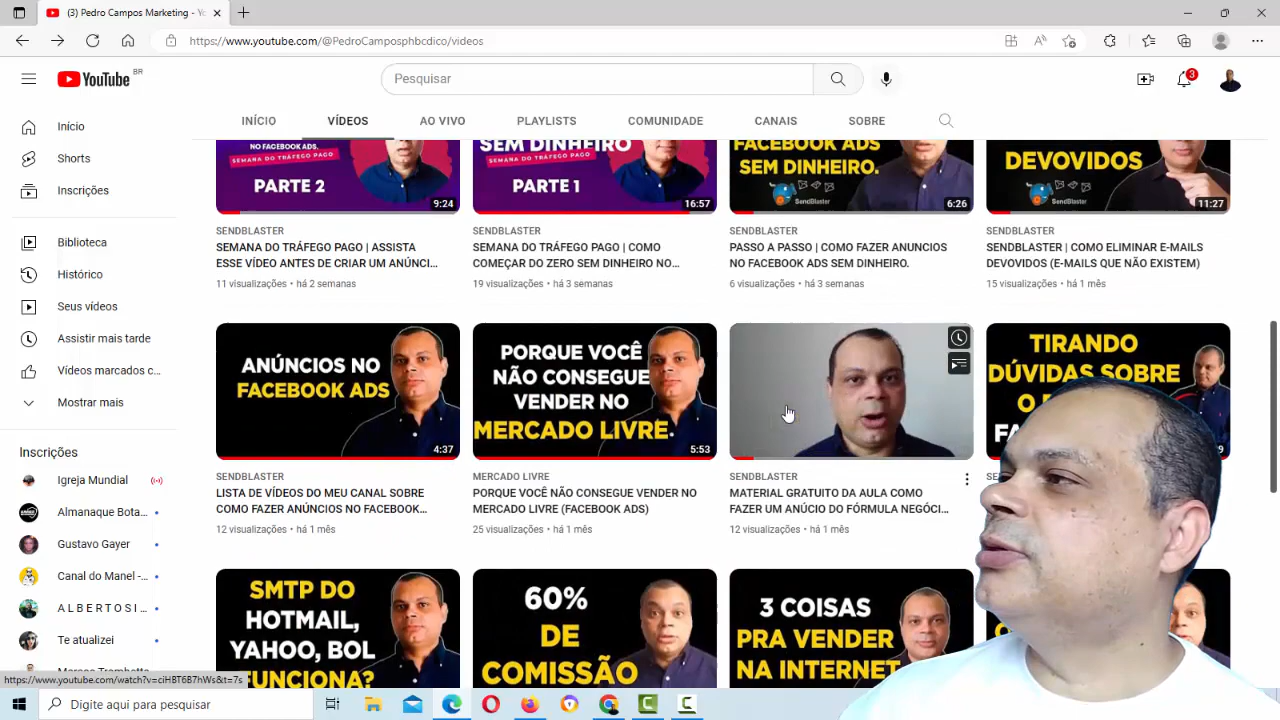 (3) Pedro Campos Marketing - Yo
https://www.youtube.com/@PedroCamposphbcdico/videos
YouTube BR
Pesquisar
3
INÍCIO
VÍDEOS
AO VIVO
PLAYLISTS
COMUNIDADE
CANAIS
SOBRE
Início
Shorts
Inscrições
Biblioteca
Histórico
Seus vídeos
Assistir mais tarde
Vídeos marcados c...
Mostrar mais
Inscrições
Igreja Mundial
Almanaque Bota...
Gustavo Gayer
Canal do Manel -...
A L B E R T O S I ...
Te atualizei
NO FACEBOOK ADS.
SEMANA DO TRÁFEGO PAGO
PARTE 2
9:24
SENDBLASTER
SEMANA DO TRÁFEGO PAGO | ASSISTA
ESSE VÍDEO ANTES DE CRIAR UM ANÚNCI...
11 visualizações • há 2 semanas
SEM DINHEIRO
SEMANA DO TRÁFEGO PAGO
PARTE 1
16:57
SENDBLASTER
SEMANA DO TRÁFEGO PAGO | COMO
COMEÇAR DO ZERO SEM DINHEIRO NO...
19 visualizações • há 3 semanas
FACEBOOK ADS
SEM DINHEIRO.
SendBlaster
6:26
SENDBLASTER
PASSO A PASSO | COMO FAZER ANUNCIOS
NO FACEBOOK ADS SEM DINHEIRO.
6 visualizações • há 3 semanas
DEVOVIDOS
SendBlaster
11:27
SENDBLASTER
SENDBLASTER | COMO ELIMINAR E-MAILS
DEVOVIDOS (E-MAILS QUE NÃO EXISTEM)
15 visualizações • há 1 mês
ANÚNCIOS NO
FACEBOOK ADS
4:37
SENDBLASTER
LISTA DE VÍDEOS DO MEU CANAL SOBRE
COMO FAZER ANÚNCIOS NO FACEBOOK...
12 visualizações • há 1 mês
PORQUE VOCÊ
NÃO CONSEGUE
VENDER NO
MERCADO LIVRE.
5:53
MERCADO LIVRE
PORQUE VOCÊ NÃO CONSEGUE VENDER NO
MERCADO LIVRE (FACEBOOK ADS)
25 visualizações • há 1 mês
SENDBLASTER
MATERIAL GRATUITO DA AULA COMO
FAZER UM ANÚCIO DO FÓRMULA NEGÓCI...
12 visualizações • há 1 mês
TIRANDO
DÚVIDAS SOBRE
SMTP DO
HOTMAIL,
YAHOO, BOL
FUNCIONA?
60%
DE
COMISSÃO
3 COISAS
PRA VENDER
NA INTERNET
https://www.youtube.com/watch?v=ciHBT6B7hWs&t=7s
Digite aqui para pesquisar